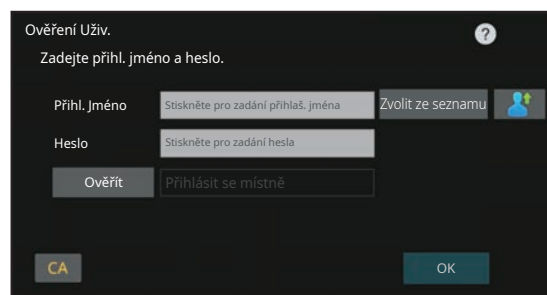 Ověření Uživ.
?
Zadejte přihl. jméno a heslo.
Přihl. Jméno Stiskněte pro zadání přihlaš. jména Zvolit ze seznamu
Heslo Stiskněte pro zadání hesla
Ověřít Přihlásit se místně
CA OK